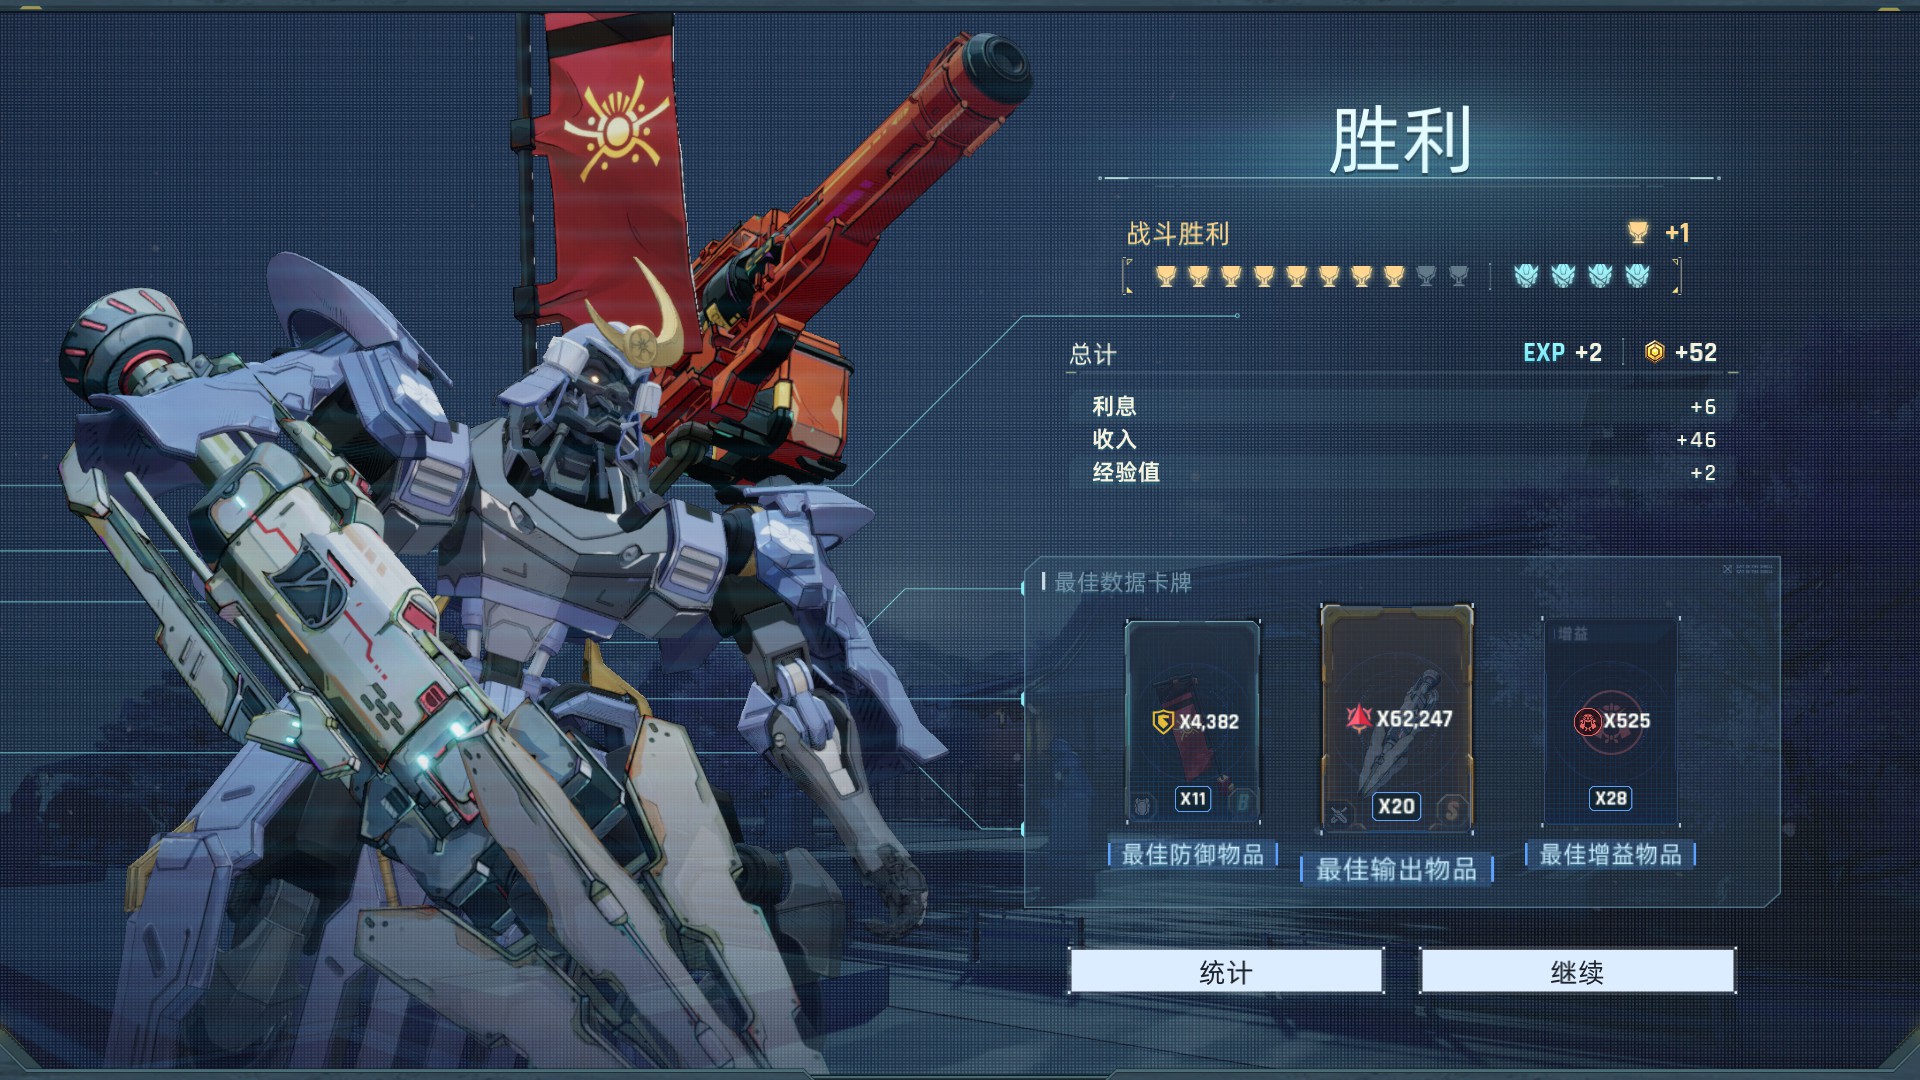 胜利
战斗胜利 +1
总计 EXP +2 +52
利息 +6
收入 +46
经验值 +2
最佳数据卡牌
增益
X4,382
X62,247
X525
X11
B
X20
S
X28
最佳防御物品
最佳输出物品
最佳增益物品
统计
继续